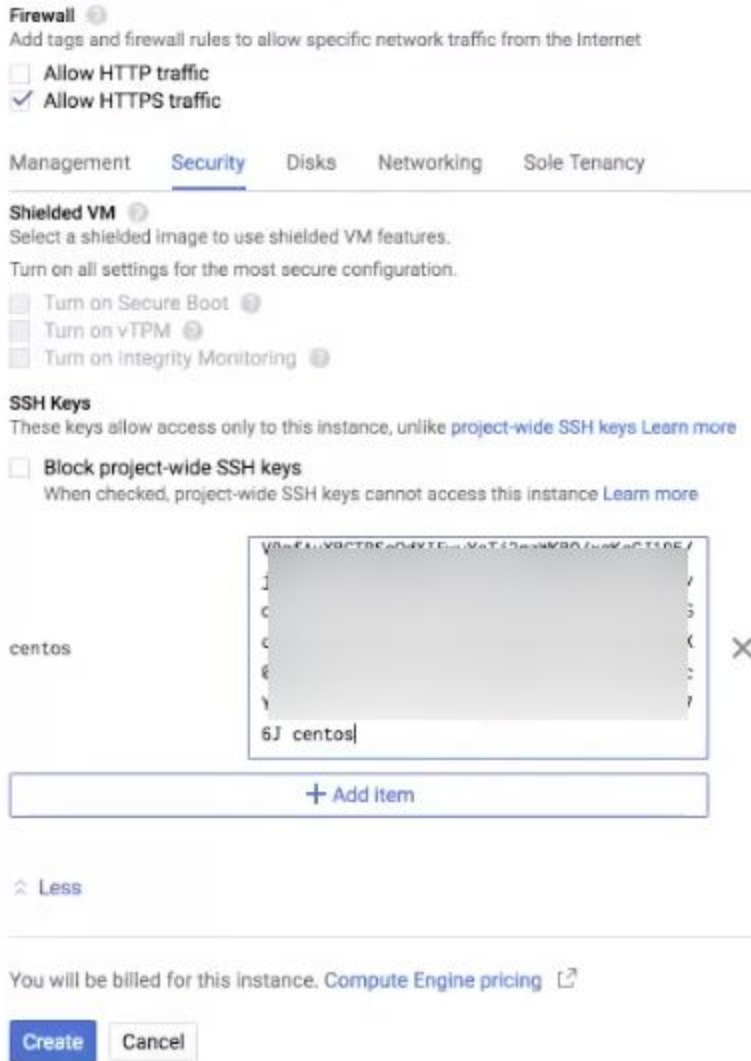 Firewall
Add tags and firewall rules to allow specific network traffic from the Internet
Allow HTTP traffic
Allow HTTPS traffic
Management Security Disks Networking Sole Tenancy
Shielded VM
Select a shielded image to use shielded VM features.
Turn on all settings for the most secure configuration.
Turn on Secure Boot
Turn on vTPM
Turn on Integrity Monitoring
SSH Keys
These keys allow access only to this instance, unlike project-wide SSH keys Learn more
Block project-wide SSH keys
When checked, project-wide SSH keys cannot access this instance Learn more
centos
6J centos
+ Add item
Less
You will be billed for this instance. Compute Engine pricing
Create Cancel